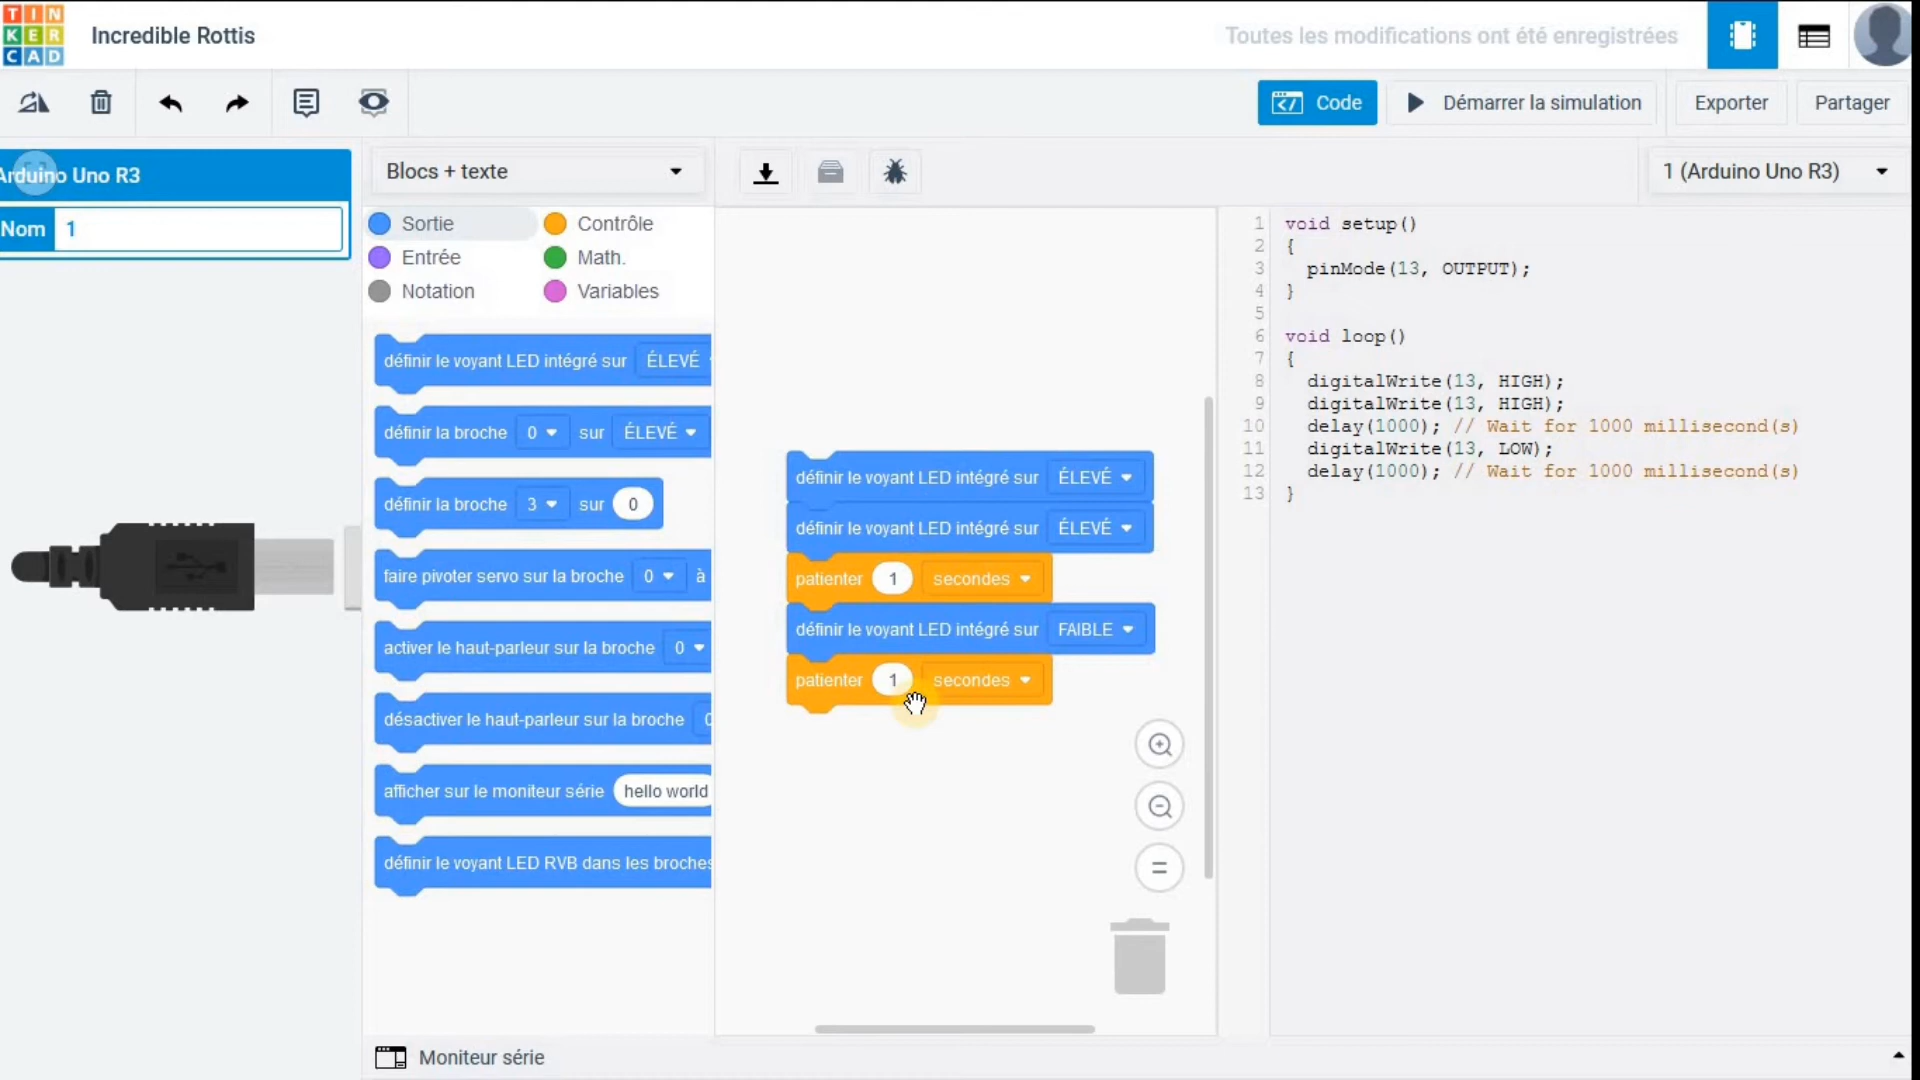 TIN
KER
CAD
Incredible Rottis
Toutes les modifications ont été enregistrées
Code
Démarrer la simulation
Exporter
Partager
Arduino Uno R3
Nom 1
Blocs + texte
1 (Arduino Uno R3)
Sortie
Contrôle
Entrée
Math.
Notation
Variables
définir le voyant LED intégré sur ÉLEVÉ
définir la broche 0 sur ÉLEVÉ
définir la broche 3 sur 0
faire pivoter servo sur la broche 0 à
activer le haut-parleur sur la broche 0
désactiver le haut-parleur sur la broche 0
afficher sur le moniteur série hello world
définir le voyant LED RVB dans les broches
définir le voyant LED intégré sur ÉLEVÉ
définir le voyant LED intégré sur ÉLEVÉ
patienter 1 secondes
définir le voyant LED intégré sur FAIBLE
patienter 1 secondes
1 void setup()
2 {
3 pinMode(13, OUTPUT);
4 }
5
6 void loop()
7 {
8 digitalWrite(13, HIGH);
9 digitalWrite(13, HIGH);
10 delay(1000); // Wait for 1000 millisecond(s)
11 digitalWrite(13, LOW);
12 delay(1000); // Wait for 1000 millisecond(s)
13 }
Moniteur série